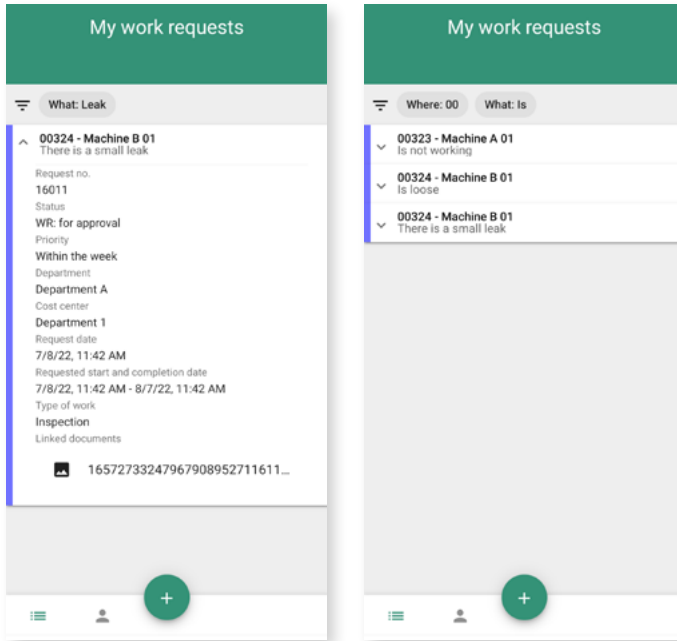 My work requests
What: Leak
00324 - Machine B 01
There is a small leak
Request no.
16011
Status
WR: for approval
Priority
Within the week
Department
Department A
Cost center
Department 1
Request date
7/8/22, 11:42 AM
Requested start and completion date
7/8/22, 11:42 AM - 8/7/22, 11:42 AM
Type of work
Inspection
Linked documents
16572733247967908952711611...
My work requests
Where: 00 What: Is
00323 - Machine A 01
Is not working
00324 - Machine B 01
Is loose
00324 - Machine B 01
There is a small leak